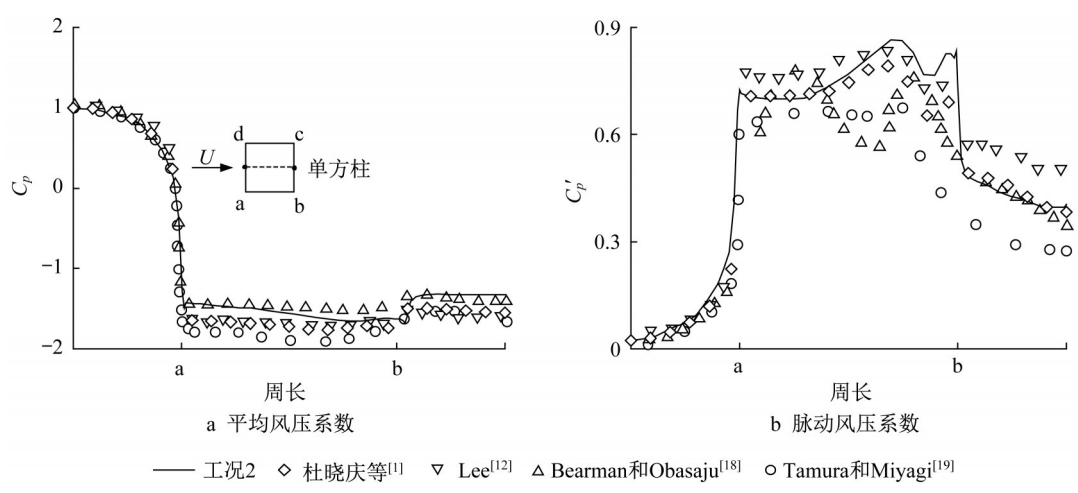 2
1
0
−1
−2
C_p
d
c
U
单方柱
a
b
a
b
周长
a 平均风压系数
0.9
0.6
0.3
0
C_p′
a
b
周长
b 脉动风压系数
工况2
杜晓庆等[1]
Lee[12]
Bearman和Obasaju[18]
Tamura和Miyagi[19]